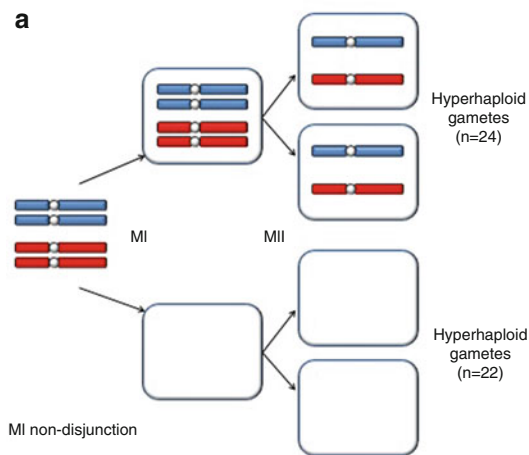 a
Hyperhaploid
gametes
(n=24)
MI
MII
Hyperhaploid
gametes
(n=22)
MI non-disjunction